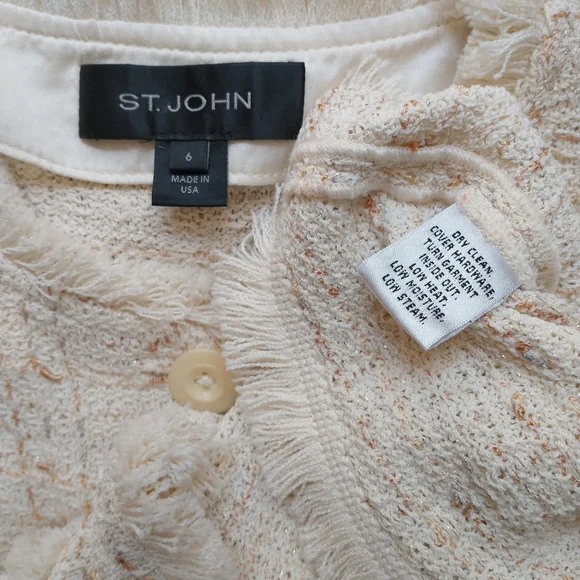 ST. JOHN
6
MADE IN
USA
DRY CLEAN.
COVER HARDWARE,
TURN GARMENT
INSIDE OUT.
LOW HEAT,
LOW MOISTURE,
LOW STEAM.